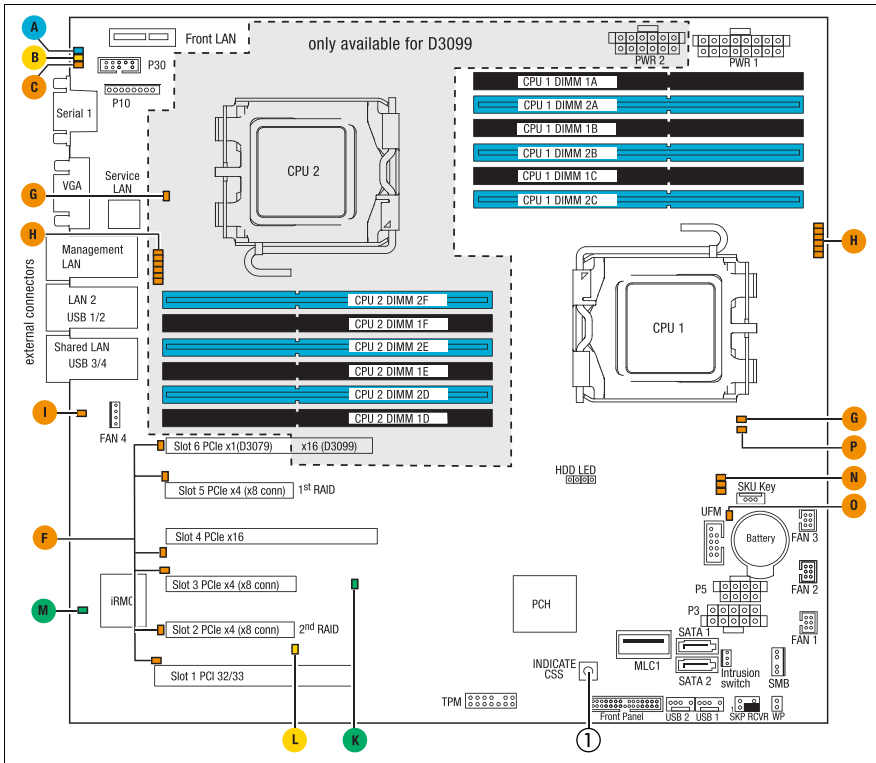 A
B
C
Front LAN
P30
P10
only available for D3099
PWR 2
PWR 1
Serial 1
VGA
Service
LAN
CPU 2
CPU 1 DIMM 1A
CPU 1 DIMM 2A
CPU 1 DIMM 1B
CPU 1 DIMM 2B
CPU 1 DIMM 1C
CPU 1 DIMM 2C
G
H
H
external connectors
Management
LAN
LAN 2
USB 1/2
Shared LAN
USB 3/4
CPU 2 DIMM 2F
CPU 2 DIMM 1F
CPU 2 DIMM 2E
CPU 2 DIMM 1E
CPU 2 DIMM 2D
CPU 2 DIMM 1D
CPU 1
I
FAN 4
G
P
Slot 6 PCIe x1(D3079) x16 (D3099)
Slot 5 PCIe x4 (x8 conn) 1st RAID
HDD LED
N
SKU Key
O
UFM
F
Slot 4 PCIe x16
Battery
FAN 3
Slot 3 PCIe x4 (x8 conn)
iRMC
M
K
PCH
P5
FAN 2
P3
FAN 1
Slot 2 PCIe x4 (x8 conn) 2nd RAID
SATA 1
MLC1
SATA 2
Intrusion
switch
SMB
Slot 1 PCI 32/33
INDICATE
CSS
TPM
Front Panel
USB 2
USB 1
1
SKP RCVR
WP
L
K
1